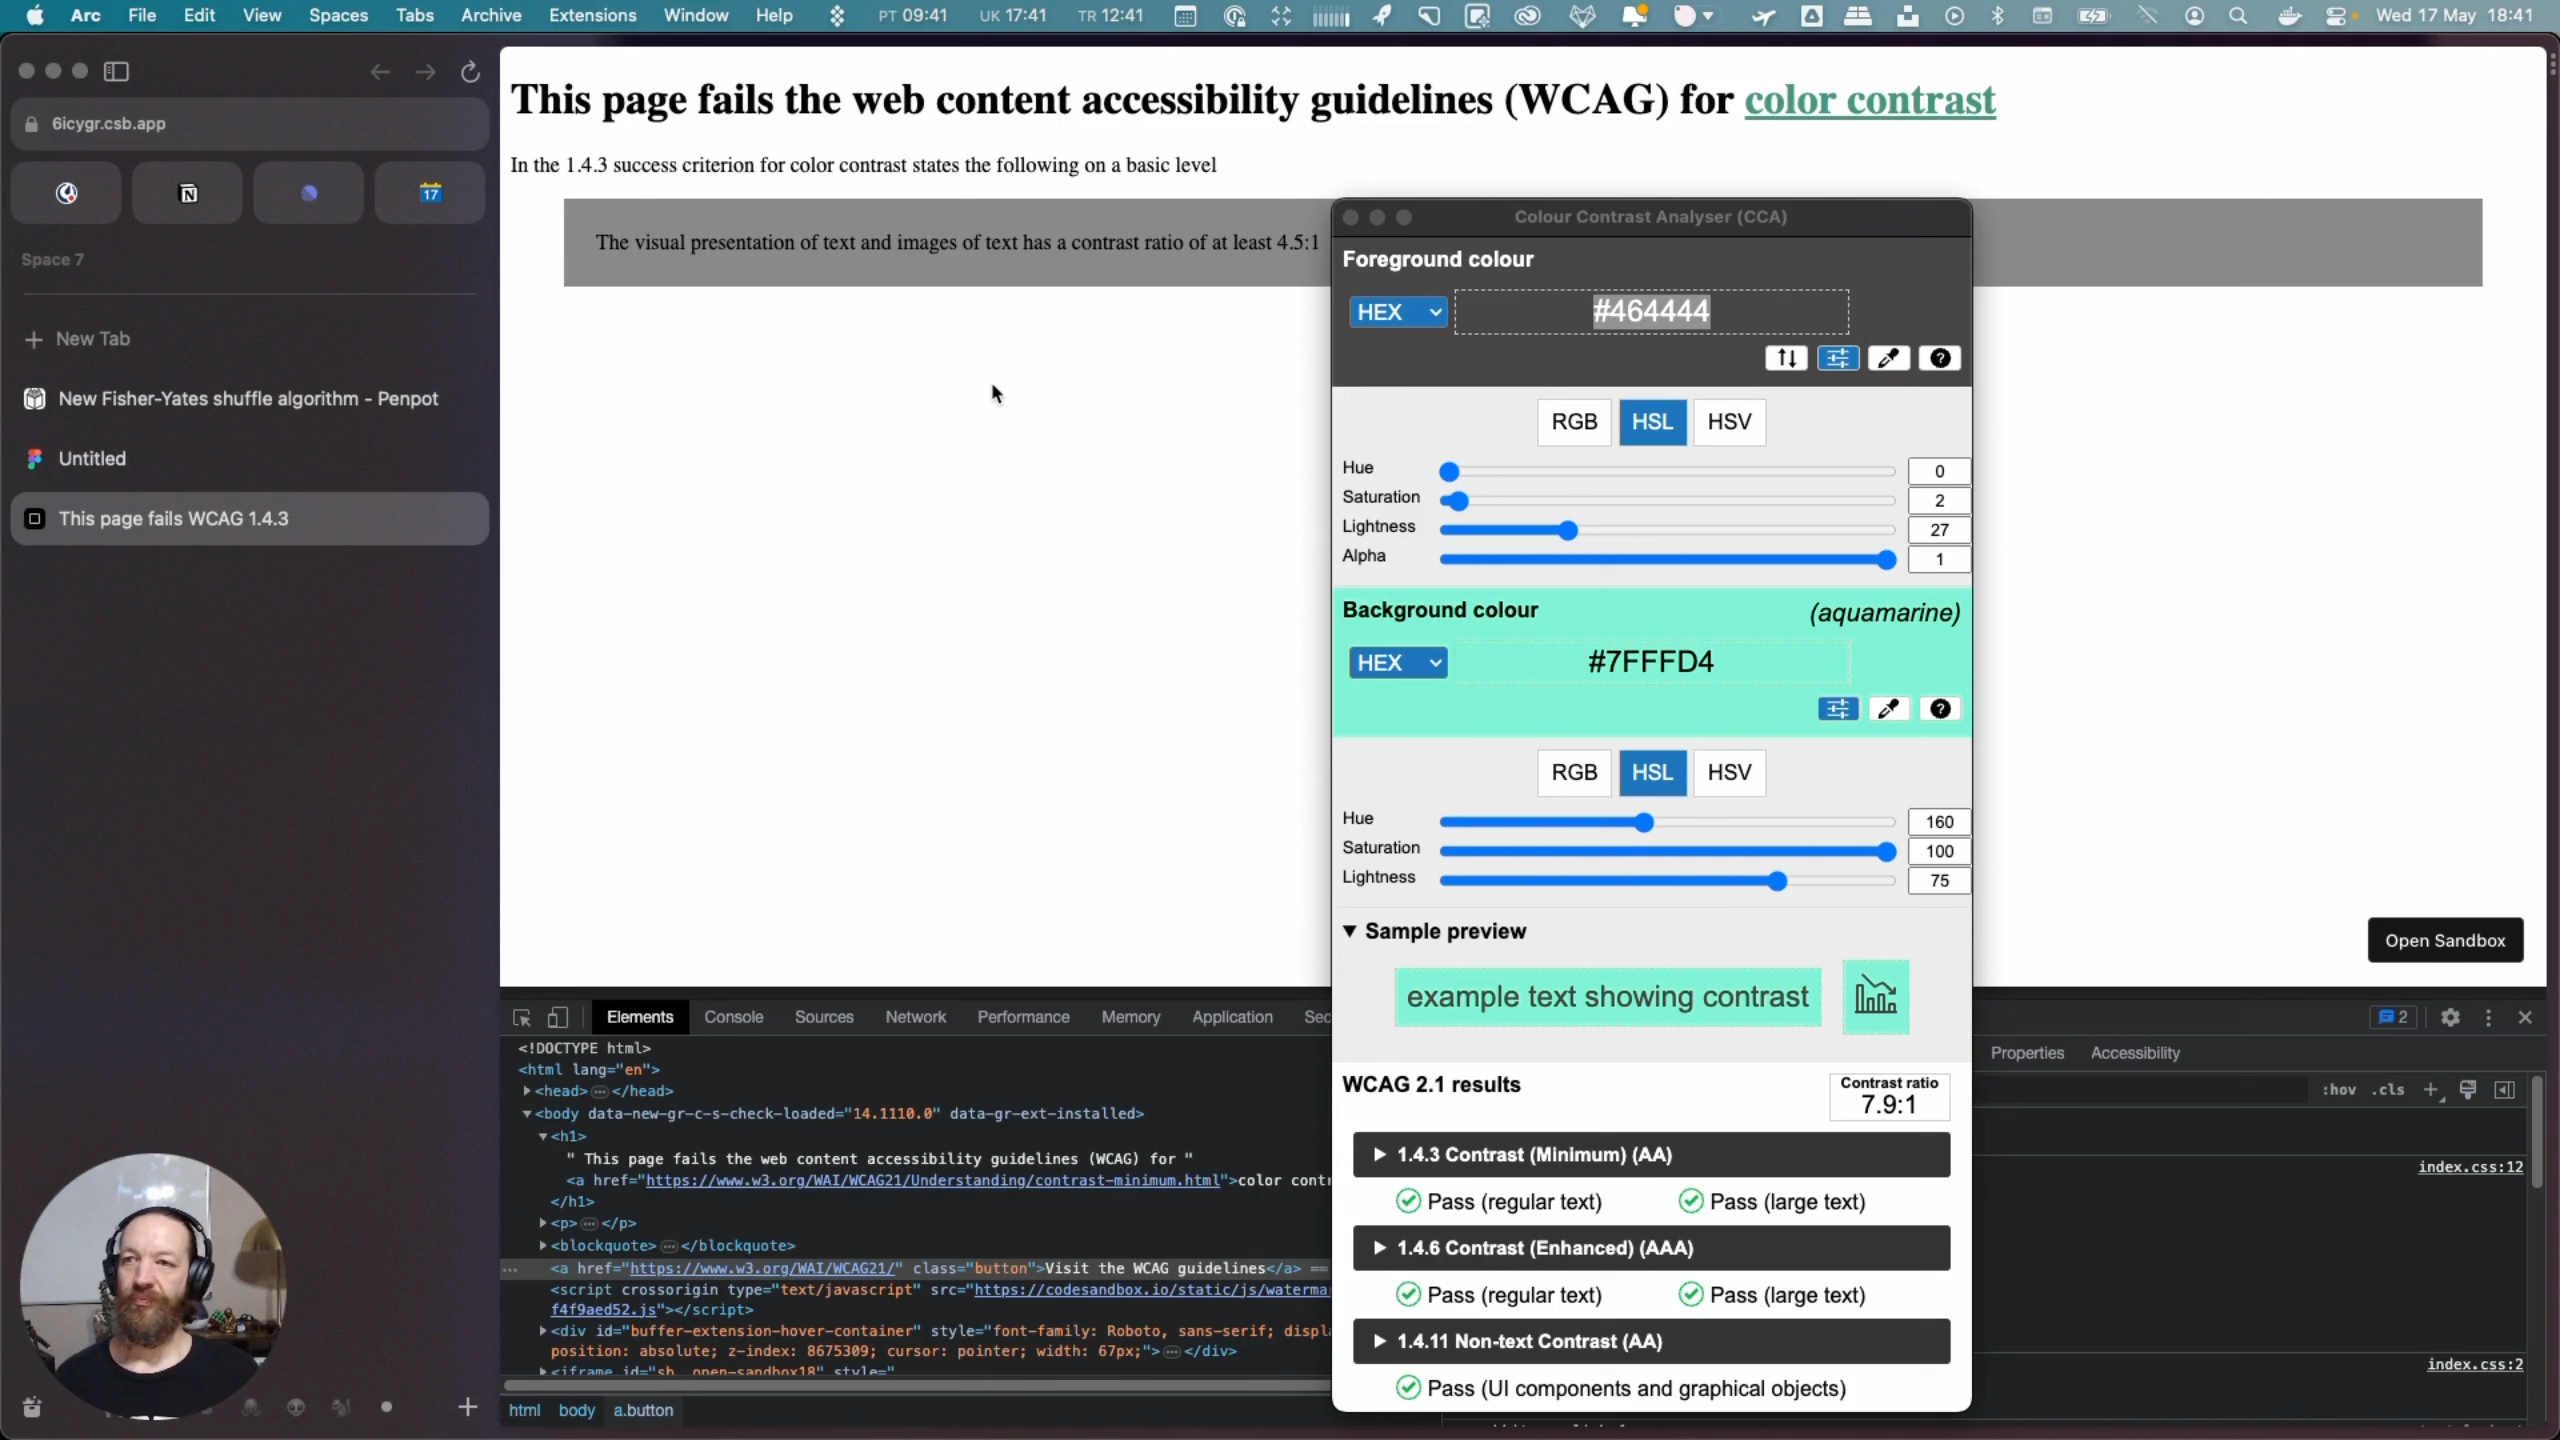 Arc File Edit View Spaces Tabs Archive Extensions Window Help PT 09:41 UK 17:41 TR 12:41 Wed 17 May 18:41
6icygr.csb.app
17
Space 7
New Tab
New Fisher-Yates shuffle algorithm - Penpot
Untitled
This page fails WCAG 1.4.3
This page fails the web content accessibility guidelines (WCAG) for color contrast
In the 1.4.3 success criterion for color contrast states the following on a basic level
The visual presentation of text and images of text has a contrast ratio of at least 4.5:1
Colour Contrast Analyser (CCA)
Foreground colour
HEX #464444
RGB HSL HSV
Hue 0
Saturation 2
Lightness 27
Alpha 1
Background colour (aquamarine)
HEX #7FFFD4
RGB HSL HSV
Hue 160
Saturation 100
Lightness 75
Sample preview
example text showing contrast
WCAG 2.1 results
Contrast ratio
7.9:1
1.4.3 Contrast (Minimum) (AA)
Pass (regular text) Pass (large text)
1.4.6 Contrast (Enhanced) (AAA)
Pass (regular text) Pass (large text)
1.4.11 Non-text Contrast (AA)
Pass (UI components and graphical objects)
Open Sandbox
Elements Console Sources Network Performance Memory Application Sec 2
<!DOCTYPE html>
<html lang="en">
<head> … </head>
<body data-new-gr-c-s-check-loaded="14.1110.0" data-gr-ext-installed>
<h1>
" This page fails the web content accessibility guidelines (WCAG) for "
<a href="https://www.w3.org/WAI/WCAG21/Understanding/contrast-minimum.html">color contr
</h1>
<p> … </p>
<blockquote> … </blockquote>
… <a href="https://www.w3.org/WAI/WCAG21/" class="button">Visit the WCAG guidelines</a> ==
<script crossorigin type="text/javascript" src="https://codesandbox.io/static/js/waterma
f4f9aed52.js"></script>
<div id="buffer-extension-hover-container" style="font-family: Roboto, sans-serif; displ
position: absolute; z-index: 8675309; cursor: pointer; width: 67px;"> … </div>
<iframe id="sb__open-sandbox18" style="
html body a.button
Properties Accessibility
:hov .cls
index.css:12
index.css:2